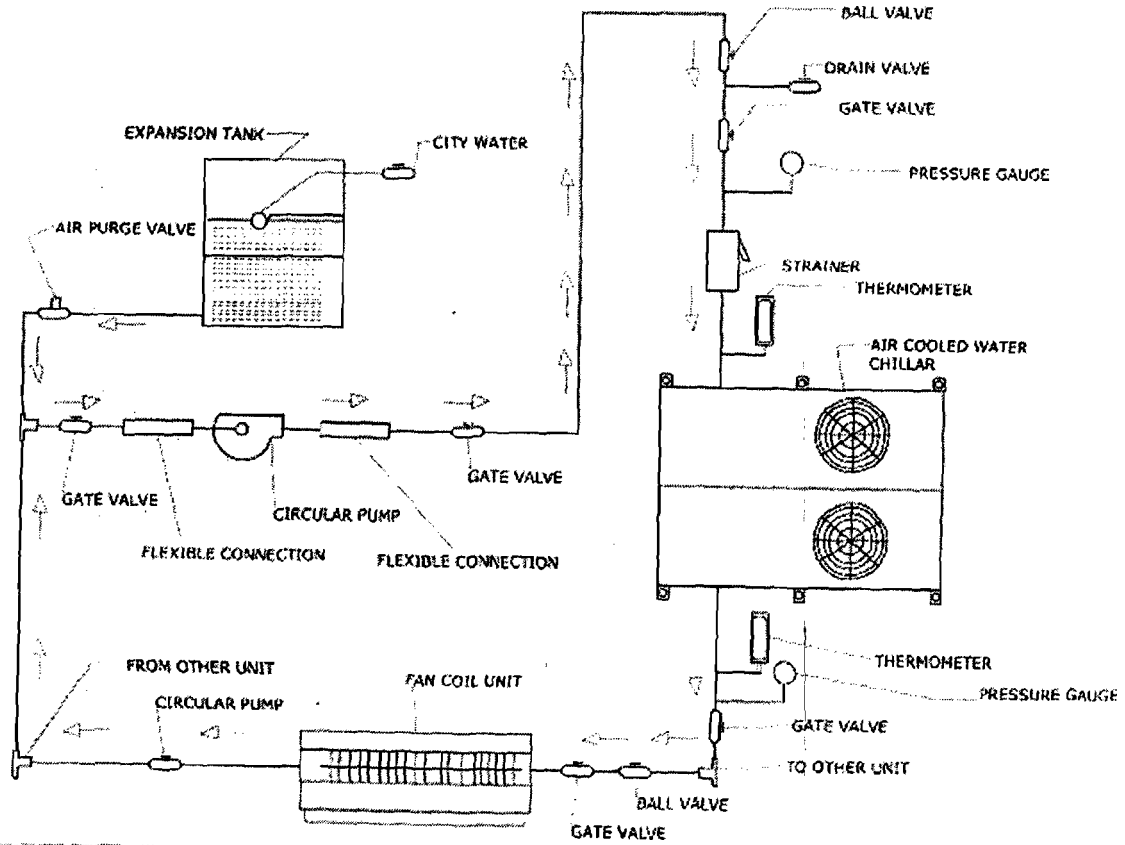 BALL VALVE
DRAIN VALVE
GATE VALVE
EXPANSION TANK
CITY WATER
PRESSURE GAUGE
AIR PURGE VALVE
STRAINER
THERMOMETER
AIR COOLED WATER
CHILLAR
GATE VALVE
GATE VALVE
CIRCULAR PUMP
FLEXIBLE CONNECTION
FLEXIBLE CONNECTION
FROM OTHER UNIT
THERMOMETER
FAN COIL UNIT
CIRCULAR PUMP
PRESSURE GAUGE
GATE VALVE
TO OTHER UNIT
BALL VALVE
GATE VALVE